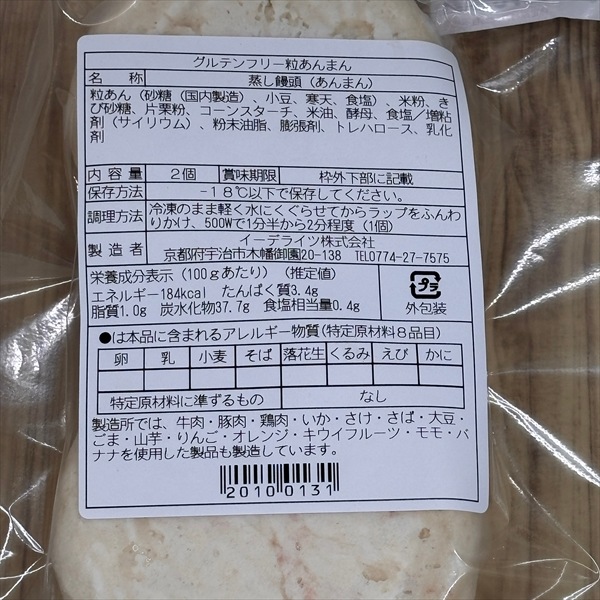 グルテンフリー粒あんまん
名 称 蒸し饅頭（あんまん）
粒あん（砂糖（国内製造）、小豆、寒天、食塩）、米粉、き
び砂糖、片栗粉、コーンスターチ、米油、酵母、食塩／増粘
剤（サイリウム）、粉末油脂、膨張剤、トレハロース、乳化
剤
内 容 量 2個 賞味期限 枠外下部に記載
保存方法 －18℃以下で保存してください。
調理方法 冷凍のまま軽く水にくぐらせてからラップをふんわ
りかけ、500Wで1分半から2分程度（1個）
製 造 者 イーデライツ株式会社
京都府宇治市木幡御園20-138 TEL0774-27-7575
栄養成分表示（100gあたり）（推定値）
エネルギー184kcal たんぱく質3.4g
脂質1.0g 炭水化物37.7g 食塩相当量0.4g
プラ
外包装
●は本品に含まれるアレルギー物質（特定原材料8品目）
卵 乳 小麦 そば 落花生 くるみ えび かに
特定原材料に準ずるもの なし
製造所では、牛肉・豚肉・鶏肉・いか・さけ・さば・大豆・
ごま・山芋・りんご・オレンジ・キウイフルーツ・モモ・バ
ナナを使用した製品も製造しています。
20100131